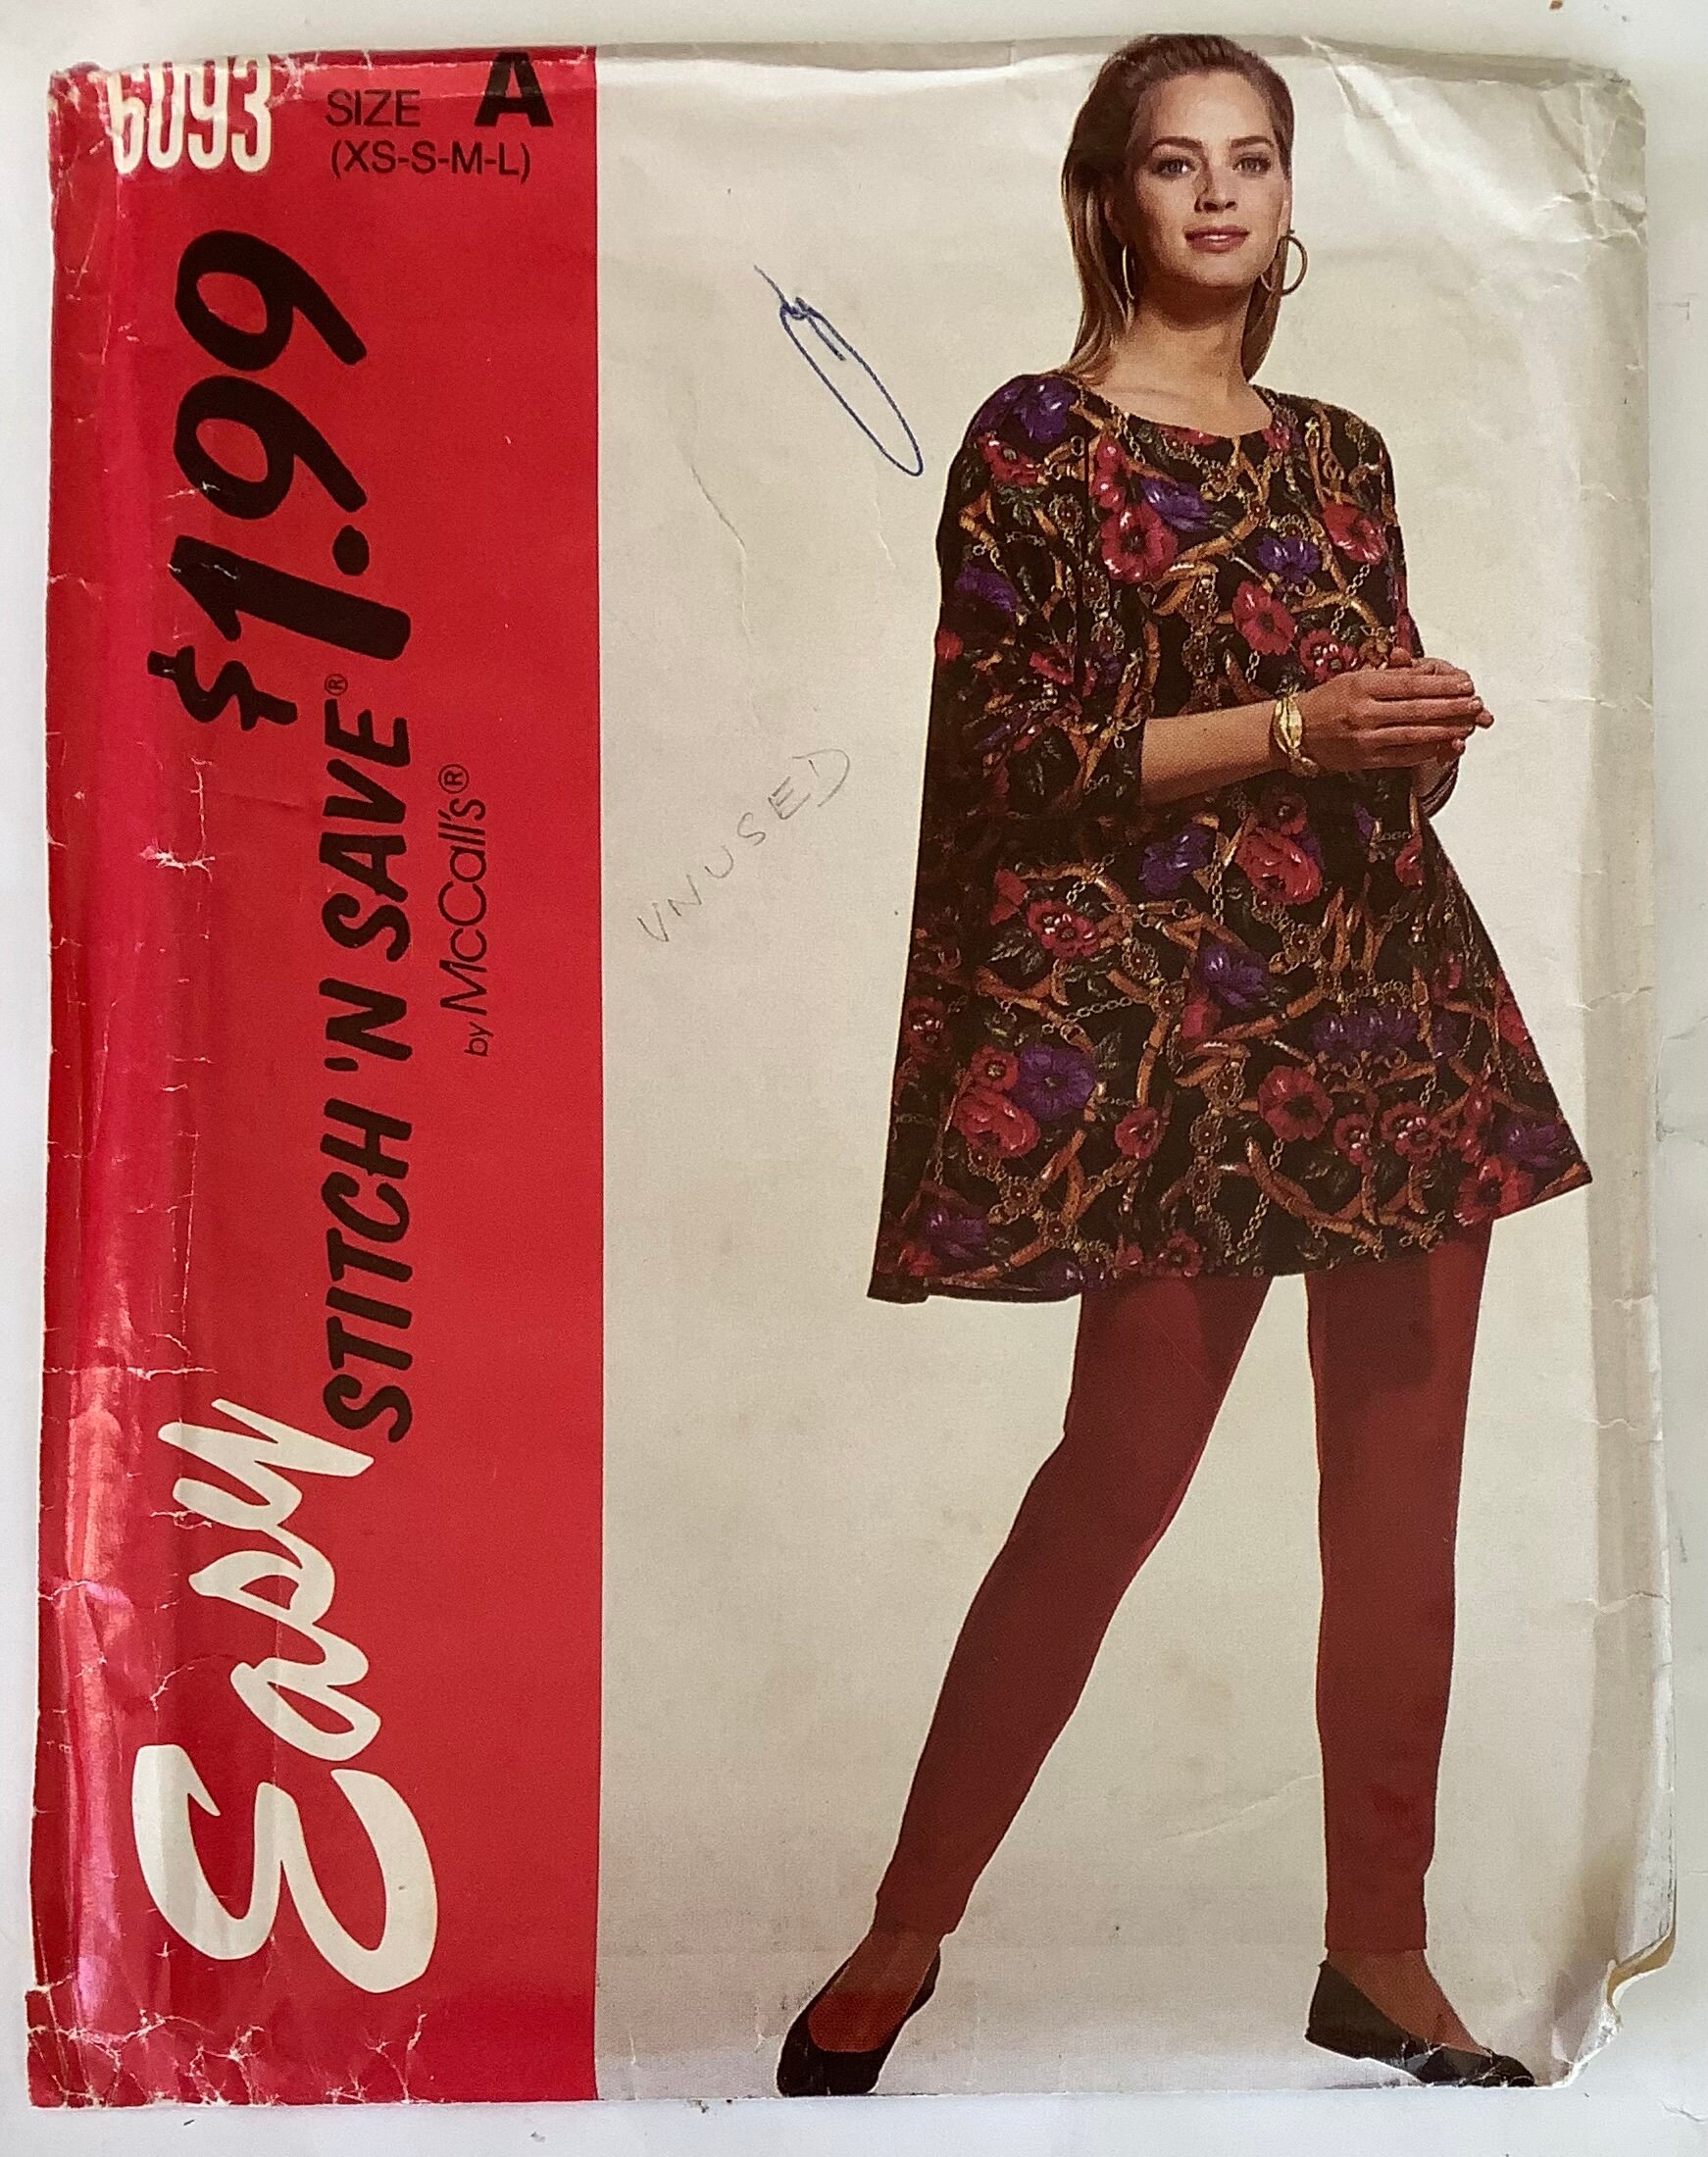 6093
SIZE A
(XS-S-M-L)
Easy
STITCH 'N SAVE®
$1.99
by McCall's®
UNUSED